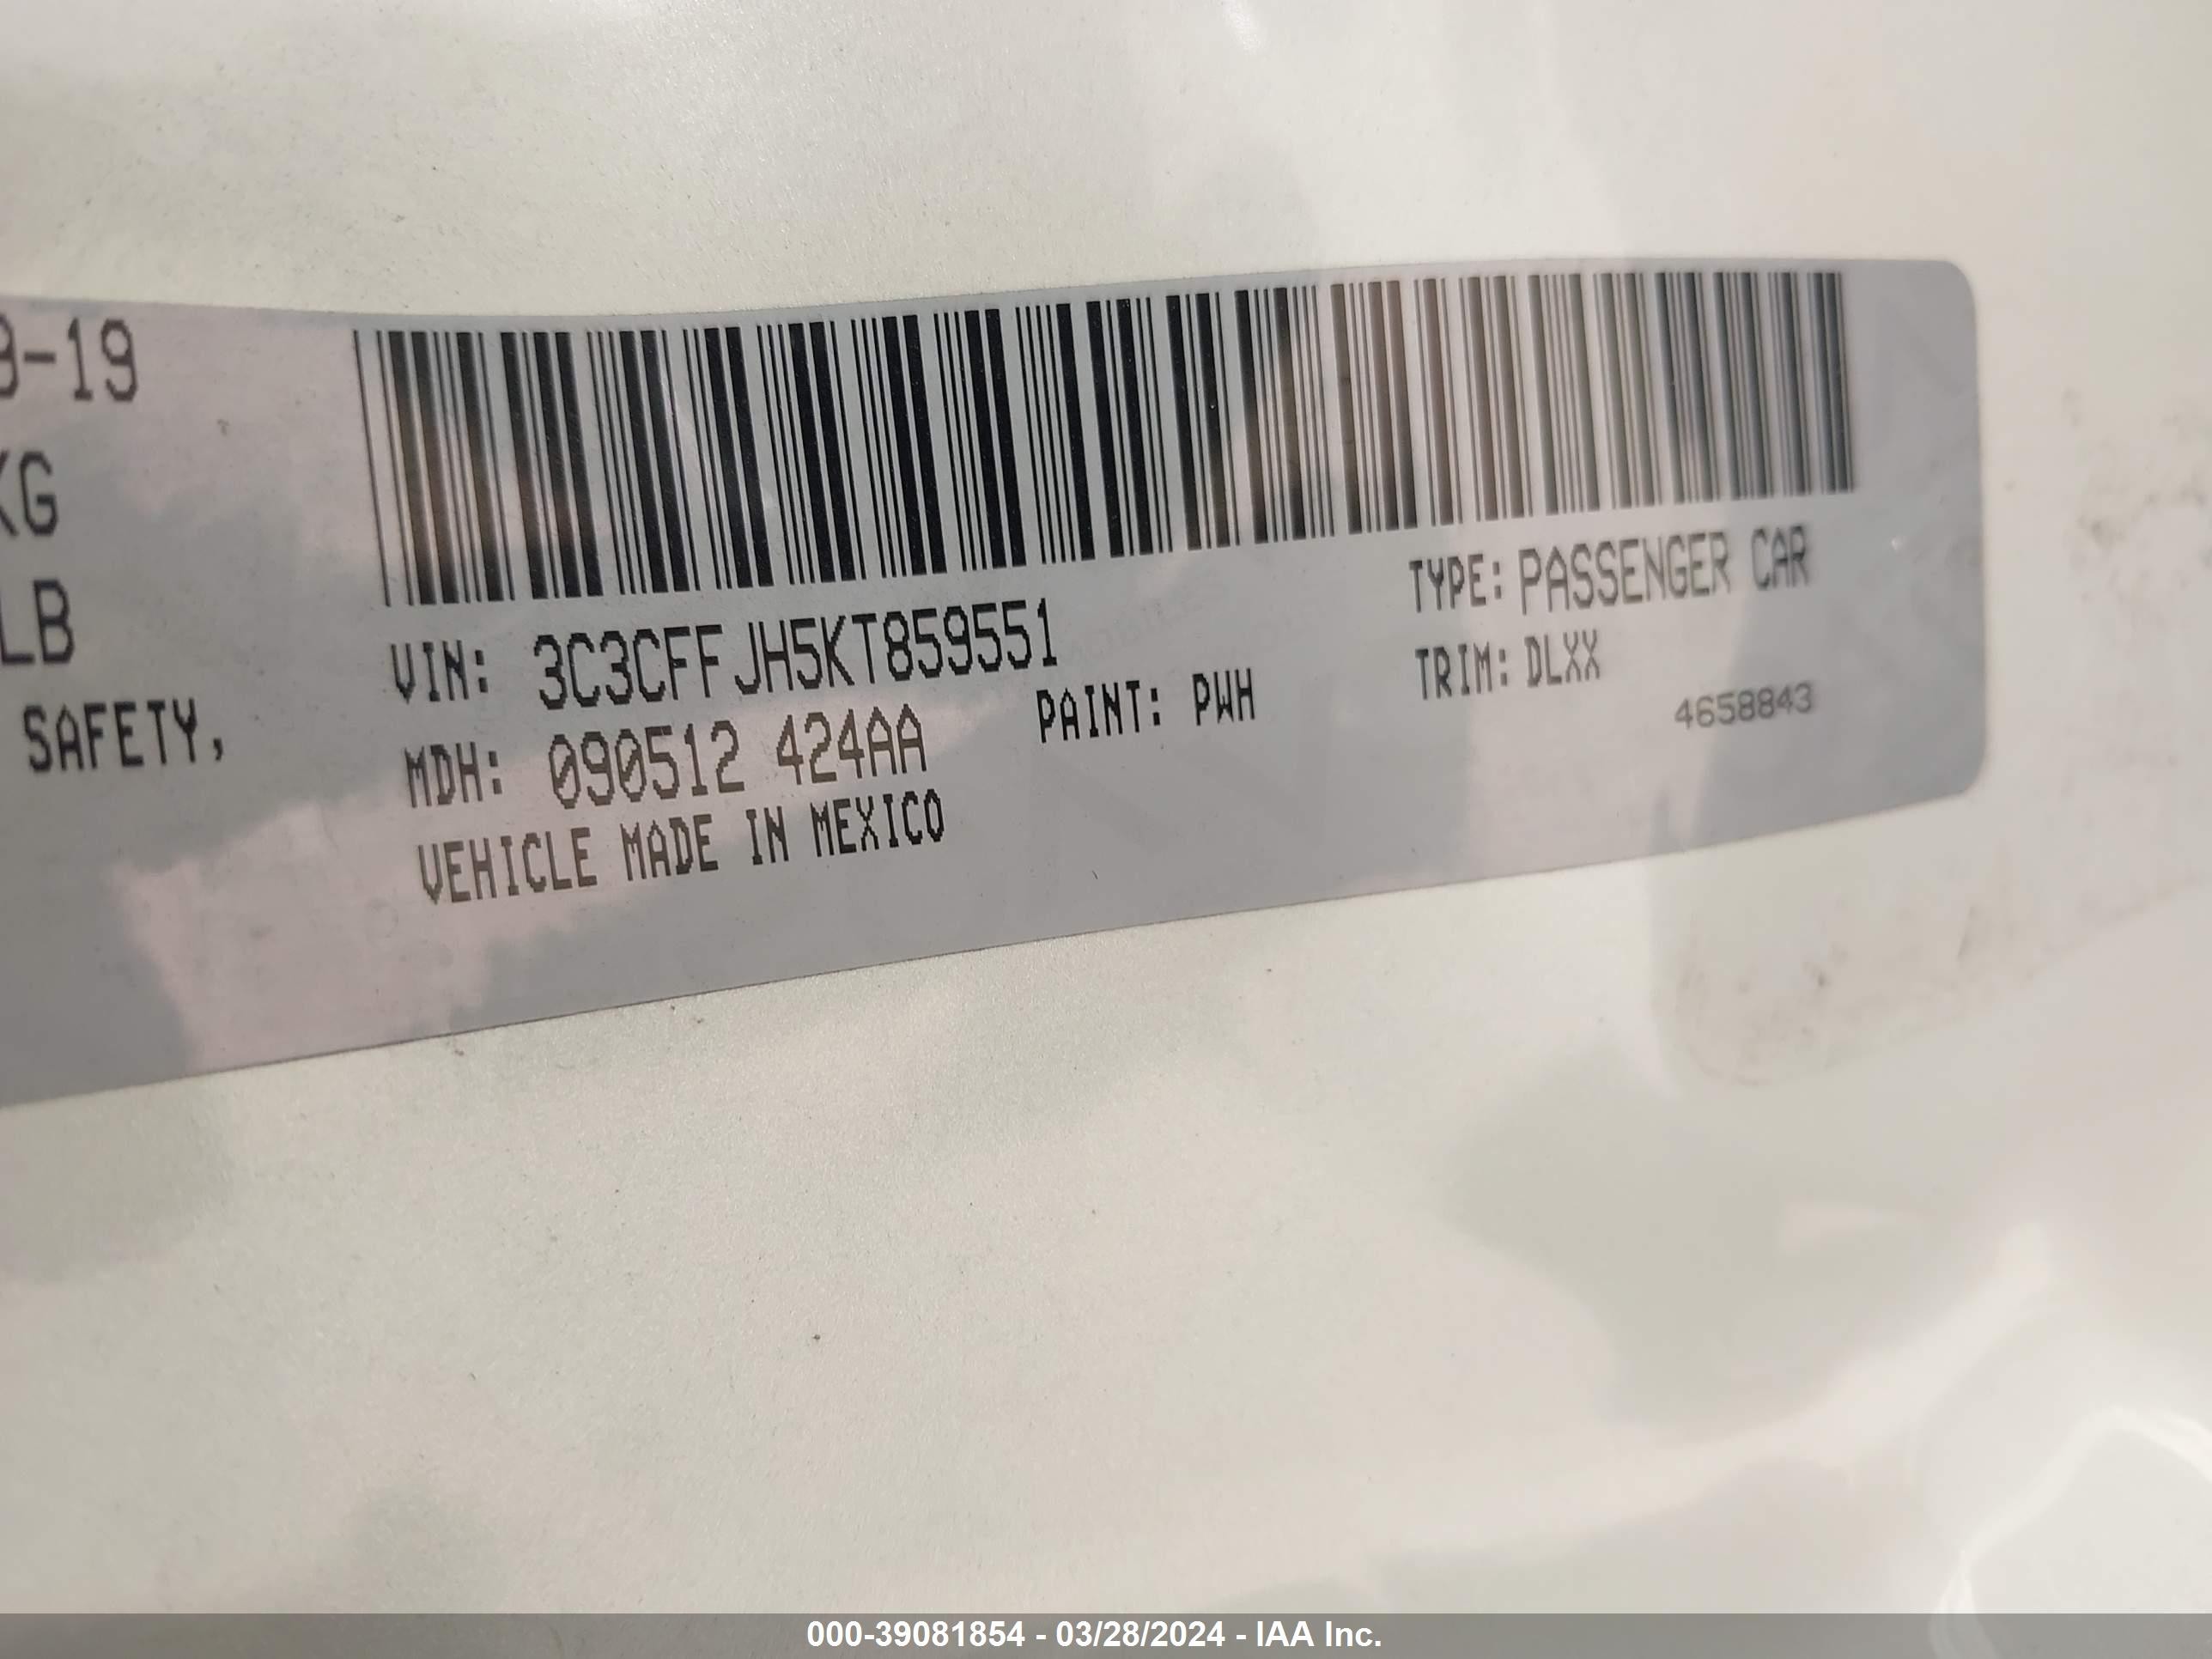 9-19
KG
LB
SAFETY,
VIN: 3C3CFFJH5KT859551
TYPE: PASSENGER CAR
MDH: 090512 424AA
PAINT: PWH
TRIM: DLXX
VEHICLE MADE IN MEXICO
4658843
000-39081854 - 03/28/2024 - IAA Inc.